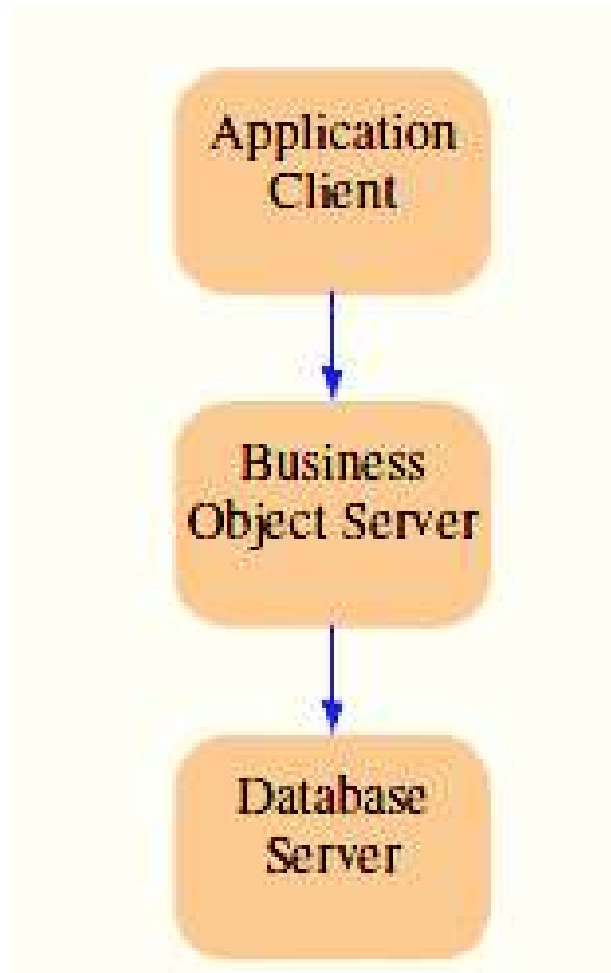 Application
Client
Business
Object Server
Database
Server